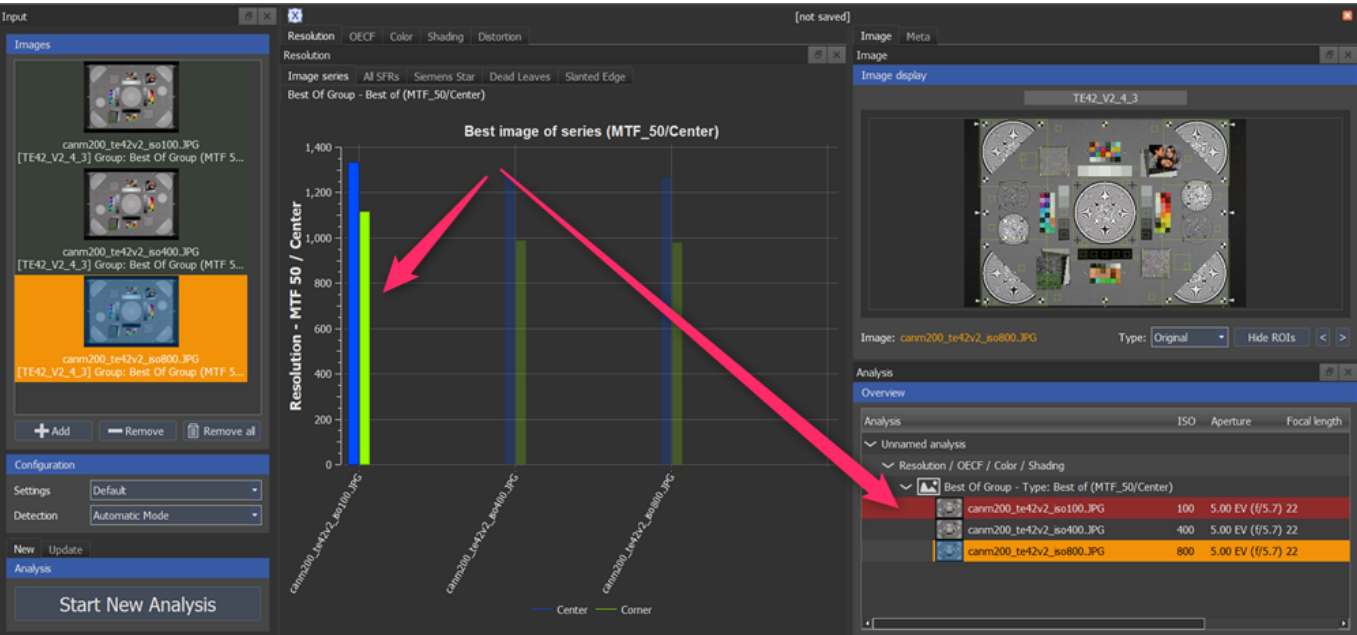 Input
Images
canm200_te42v2_iso100.JPG
[TE42_V2_4_3] Group: Best Of Group (MTF 5...
canm200_te42v2_iso400.JPG
[TE42_V2_4_3] Group: Best Of Group (MTF 5...
canm200_te42v2_iso800.JPG
[TE42_V2_4_3] Group: Best Of Group (MTF 5...
Add Remove Remove all
Configuration
Settings Default
Detection Automatic Mode
New Update
Analysis
Start New Analysis
[not saved]
Resolution OECF Color Shading Distortion
Resolution
Image series All SFRs Siemens Star Dead Leaves Slanted Edge
Best Of Group - Best of (MTF_50/Center)
Best image of series (MTF_50/Center)
Resolution - MTF 50 / Center
1,400
1,200
1,000
800
600
400
200
0
canm200_te42v2_iso100.JPG
canm200_te42v2_iso400.JPG
canm200_te42v2_iso800.JPG
Center Corner
Image Meta
Image
Image display
TE42_V2_4_3
Image: canm200_te42v2_iso800.JPG Type: Original Hide ROIs < >
Analysis
Overview
Analysis ISO Aperture Focal length
Unnamed analysis
Resolution / OECF / Color / Shading
Best Of Group - Type: Best of (MTF_50/Center)
canm200_te42v2_iso100.JPG 100 5.00 EV (f/5.7) 22
canm200_te42v2_iso400.JPG 400 5.00 EV (f/5.7) 22
canm200_te42v2_iso800.JPG 800 5.00 EV (f/5.7) 22